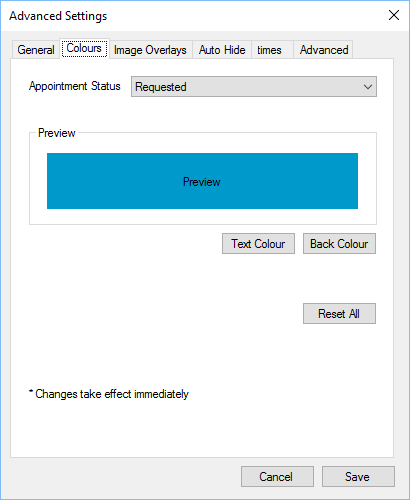 Advanced Settings
General Colours Image Overlays Auto Hide times Advanced
Appointment Status Requested
Preview
Preview
Text Colour Back Colour
Reset All
* Changes take effect immediately
Cancel Save